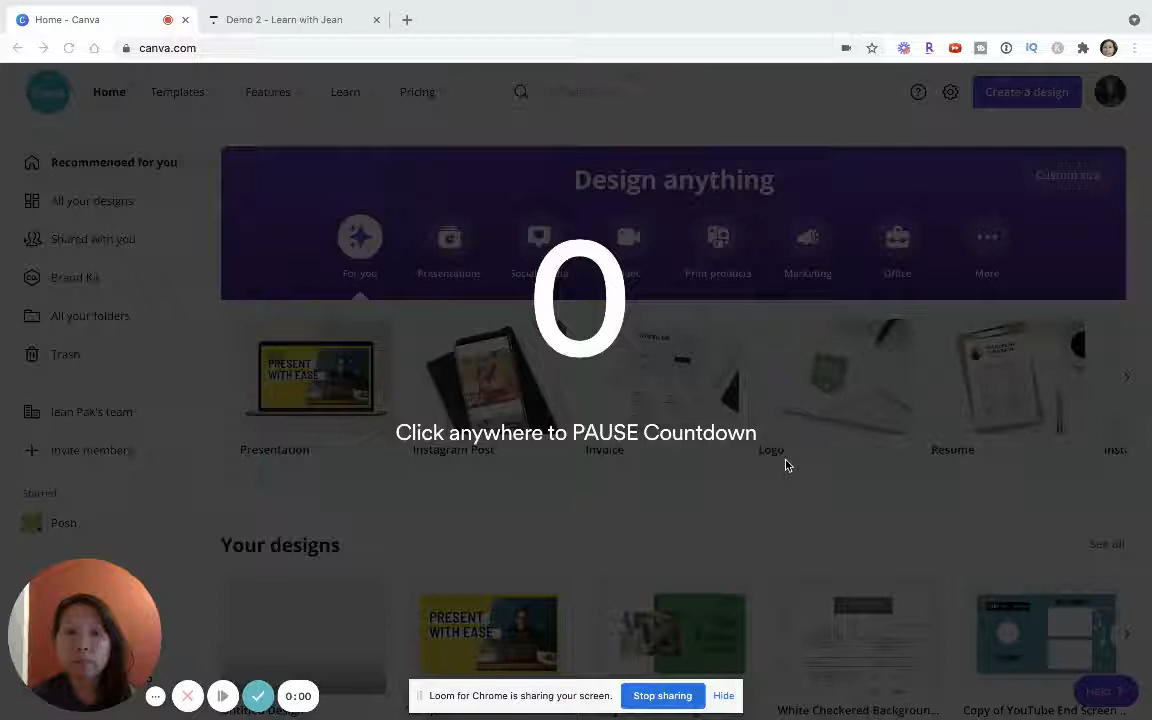 Home - Canva
Demo 2 - Learn with Jean
canva.com
Home
Templates
Features
Learn
Pricing
Create a design
Recommended for you
All your designs
Shared with you
Brand Kit
All your folders
Trash
Jean Pak's team
Invite members
Starred
Posh
Design anything
Custom size
For you
Presentations
Print products
Marketing
Office
More
0
Click anywhere to PAUSE Countdown
PRESENT
WITH EASE
Presentation
Instagram Post
Invoice
Logo
Resume
Your designs
See all
PRESENT
WITH EASE
White Checkered Backgroun...
Copy of YouTube End Screen ...
Help ?
0:00
Loom for Chrome is sharing your screen.
Stop sharing
Hide